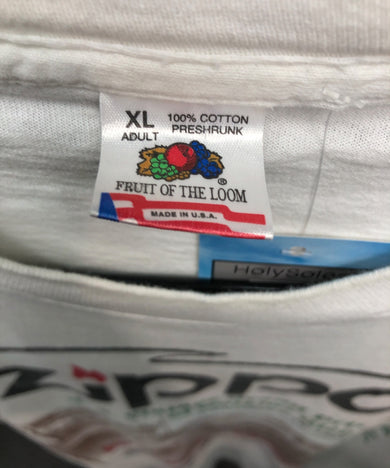 XL
ADULT
100% COTTON
PRESHRUNK
FRUIT OF THE LOOM
®
MADE IN U.S.A.
HolySole
Zippo